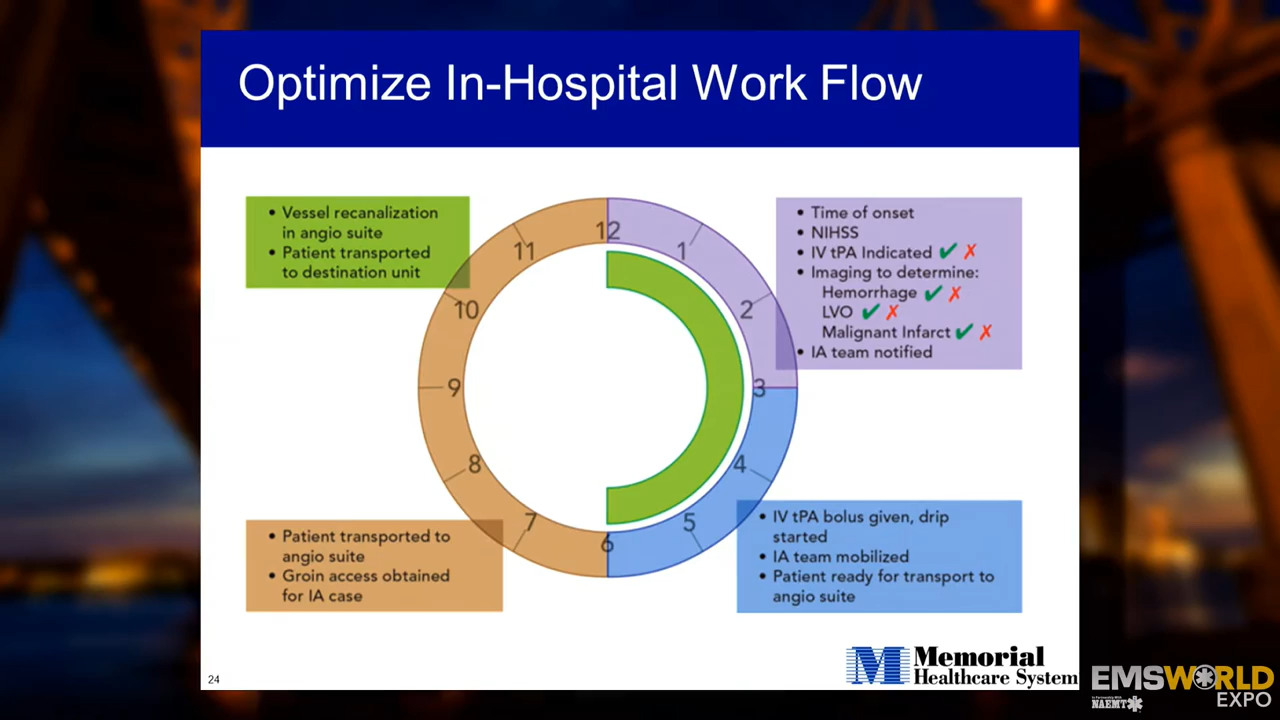 Optimize In-Hospital Work Flow
• Vessel recanalization
in angio suite
• Patient transported
to destination unit
12
1
2
3
4
5
6
7
8
9
10
11
• Time of onset
• NIHSS
• IV tPA Indicated ✔ ✗
• Imaging to determine:
Hemorrhage ✔ ✗
LVO ✔ ✗
Malignant Infarct ✔ ✗
• IA team notified
• Patient transported to
angio suite
• Groin access obtained
for IA case
• IV tPA bolus given, drip
started
• IA team mobilized
• Patient ready for transport to
angio suite
24
M Memorial
Healthcare System
EMSWORLD
EXPO
In Partnership With
NAEMT